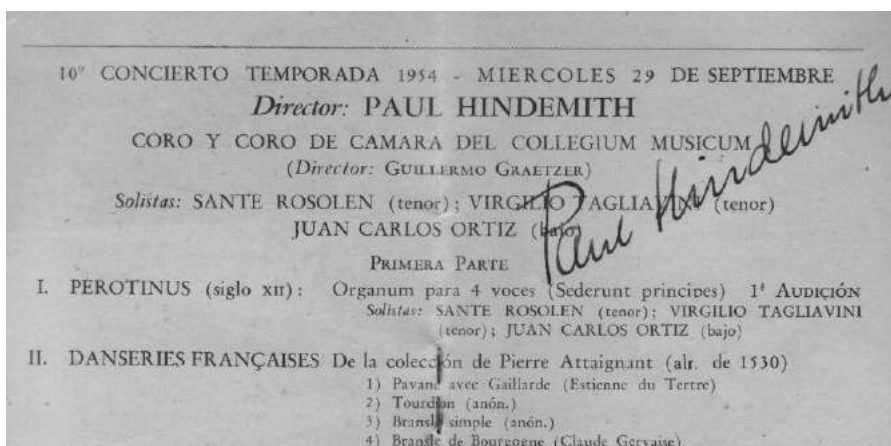 10º CONCIERTO TEMPORADA 1954 - MIERCOLES 29 DE SEPTIEMBRE
Director: PAUL HINDEMITH
CORO Y CORO DE CAMARA DEL COLLEGIUM MUSICUM
(Director: GUILLERMO GRAETZER)
Solistas: SANTE ROSOLEN (tenor); VIRGILIO TAGLIAVINI (tenor)
JUAN CARLOS ORTIZ (bajo)
Paul Hindemith
PRIMERA PARTE
I. PEROTINUS (siglo XII): Organum para 4 voces (Sederunt principes) 1ª AUDICIÓN
Solistas: SANTE ROSOLEN (tenor); VIRGILIO TAGLIAVINI
(tenor); JUAN CARLOS ORTIZ (bajo)
II. DANSERIES FRANÇAISES De la colección de Pierre Attaignant (alr. de 1530)
1) Pavane avec Gaillarde (Estienne du Tertre)
2) Tourdion (anón.)
3) Bransle simple (anón.)
4) Bransle de Bourgogne (Claude Gervaise)